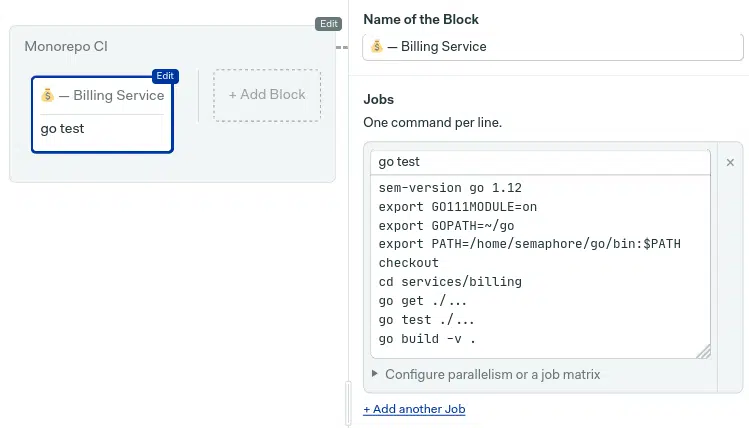 Edit
Monorepo CI
Edit
💰 — Billing Service
go test
+ Add Block
Name of the Block
💰 — Billing Service
Jobs
One command per line.
go test
×
sem-version go 1.12
export GO111MODULE=on
export GOPATH=~/go
export PATH=/home/semaphore/go/bin:$PATH
checkout
cd services/billing
go get ./...
go test ./...
go build -v .
Configure parallelism or a job matrix
+ Add another Job